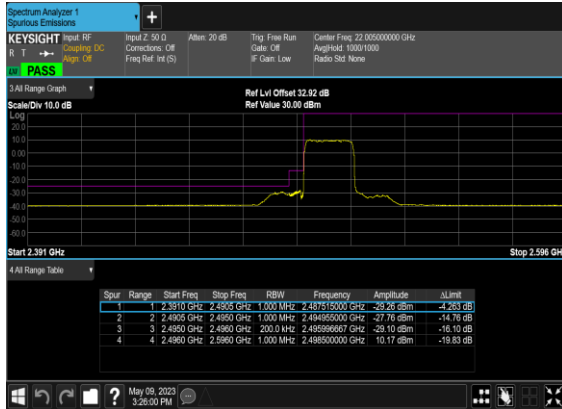 Spectrum Analyzer 1
Spurious Emissions
KEYSIGHT Input: RF Input Z: 50 Ω Atten: 20 dB Trig: Free Run Center Freq: 22.005000000 GHz
R T Coupling: DC Corrections: Off Gate: Off Avg|Hold: 1000/1000
Align: Off Freq Ref: Int (S) IF Gain: Low Radio Std: None
PASS
3 All Range Graph
Ref Lvl Offset 32.92 dB
Scale/Div 10.0 dB Ref Value 30.00 dBm
Log
20.0
10.0
0.00
-10.0
-20.0
-30.0
-40.0
-50.0
-60.0
Start 2.391 GHz Stop 2.596 GH
4 All Range Table
Spur Range Start Freq Stop Freq RBW Frequency Amplitude ΔLimit
1 1 2.3910 GHz 2.4905 GHz 1.000 MHz 2.487515000 GHz -29.26 dBm -4.263 dB
2 2 2.4905 GHz 2.4950 GHz 1.000 MHz 2.494955000 GHz -27.76 dBm -14.76 dB
3 3 2.4950 GHz 2.4960 GHz 200.0 kHz 2.495996667 GHz -29.10 dBm -16.10 dB
4 4 2.4960 GHz 2.5960 GHz 1.000 MHz 2.498500000 GHz 10.17 dBm -19.83 dB
? May 09, 2023
3:26:00 PM